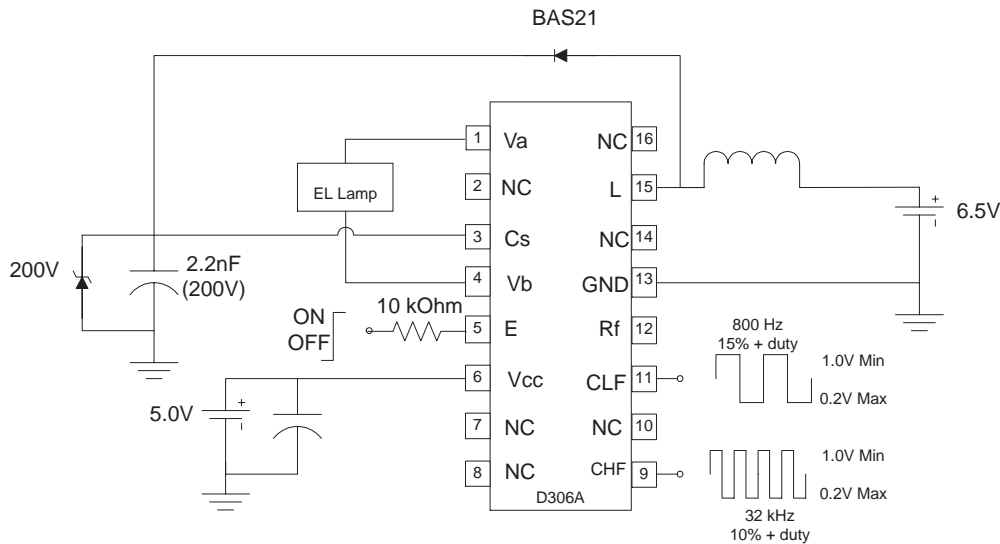 BAS21
1
Va
NC
16
EL Lamp
2
NC
L
15
6.5V
+
–
3
Cs
NC
14
200V
2.2nF
(200V)
4
Vb
GND
13
ON
OFF
10 kOhm
5
E
Rf
12
800 Hz
15% + duty
1.0V Min
0.2V Max
6
Vcc
CLF
11
5.0V
+
–
7
NC
NC
10
8
NC
CHF
9
1.0V Min
0.2V Max
D306A
32 kHz
10% + duty